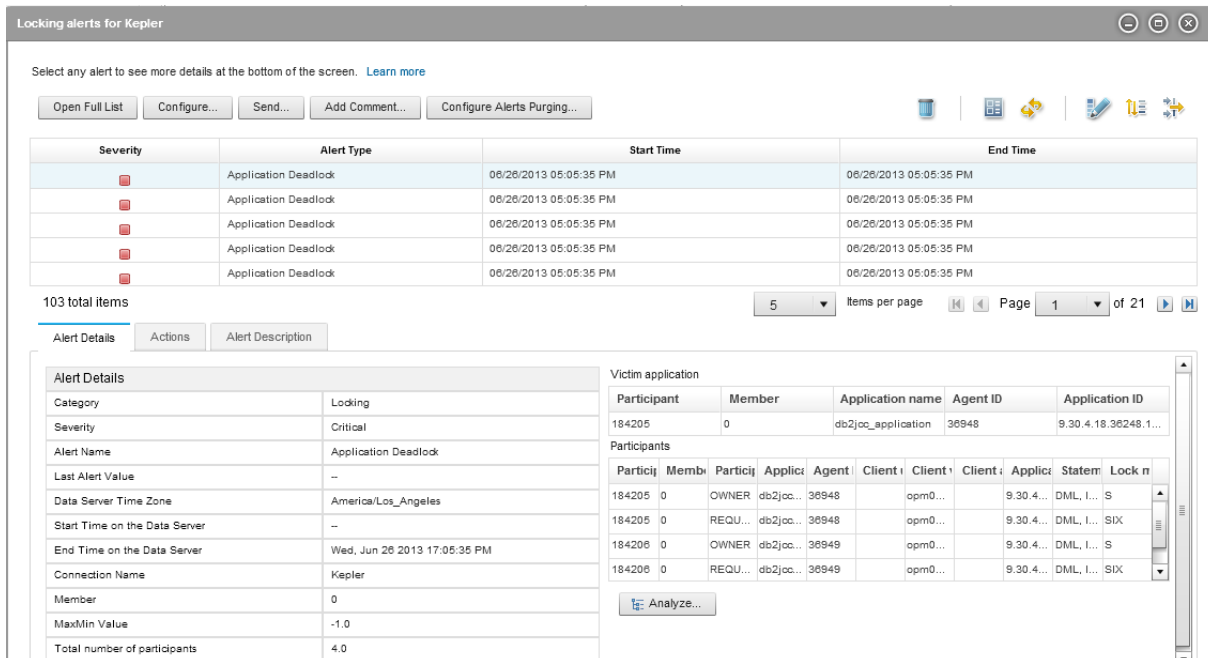 Locking alerts for Kepler
Select any alert to see more details at the bottom of the screen. Learn more
Open Full List Configure... Send... Add Comment... Configure Alerts Purging...
Severity Alert Type Start Time End Time
Application Deadlock 06/26/2013 05:05:35 PM 06/26/2013 05:05:35 PM
Application Deadlock 06/26/2013 05:05:35 PM 06/26/2013 05:05:35 PM
Application Deadlock 06/26/2013 05:05:35 PM 06/26/2013 05:05:35 PM
Application Deadlock 06/26/2013 05:05:35 PM 06/26/2013 05:05:35 PM
Application Deadlock 06/26/2013 05:05:35 PM 06/26/2013 05:05:35 PM
103 total items 5 Items per page Page 1 of 21
Alert Details Actions Alert Description
Alert Details
Category Locking
Severity Critical
Alert Name Application Deadlock
Last Alert Value --
Data Server Time Zone America/Los_Angeles
Start Time on the Data Server --
End Time on the Data Server Wed, Jun 26 2013 17:05:35 PM
Connection Name Kepler
Member 0
MaxMin Value -1.0
Total number of participants 4.0
Victim application
Participant Member Application name Agent ID Application ID
184205 0 db2jcc_application 36948 9.30.4.18.36248.1...
Participants
Particip Memb Particip Applica Agent Client Client Client Applica Statem Lock m
184205 0 OWNER db2jcc... 36948 opm0... 9.30.4... DML, I... S
184205 0 REQU... db2jcc... 36948 opm0... 9.30.4... DML, I... SIX
184206 0 OWNER db2jcc... 36949 opm0... 9.30.4... DML, I... S
184206 0 REQU... db2jcc... 36949 opm0... 9.30.4... DML, I... SIX
Analyze...